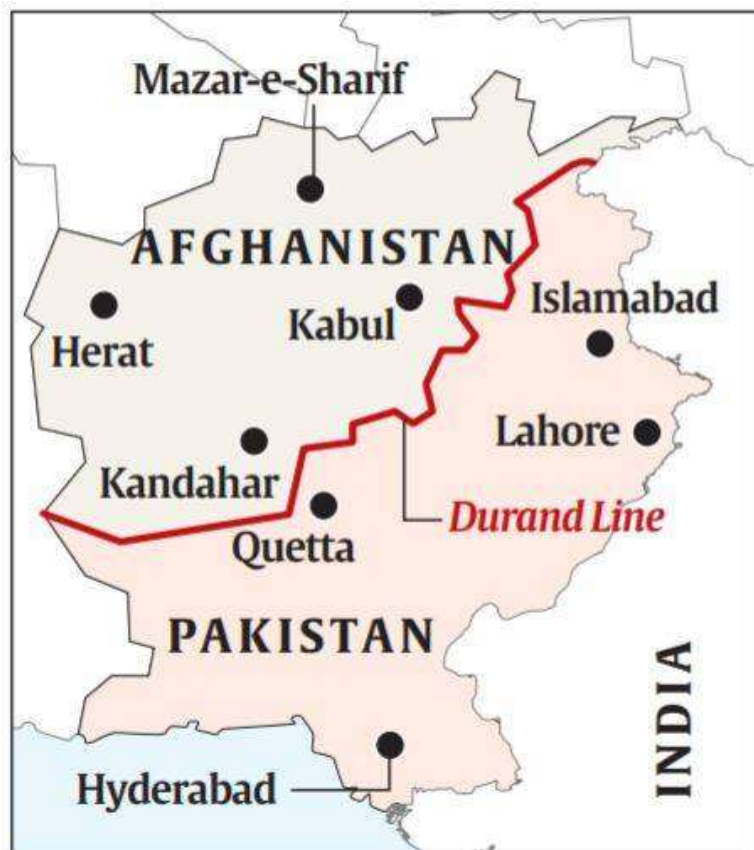 Mazar-e-Sharif
AFGHANISTAN
Herat
Kabul
Islamabad
Lahore
Kandahar
Durand Line
Quetta
PAKISTAN
INDIA
Hyderabad